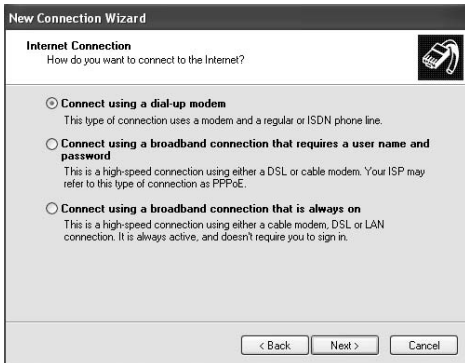 New Connection Wizard
Internet Connection
How do you want to connect to the Internet?
Connect using a dial-up modem
This type of connection uses a modem and a regular or ISDN phone line.
Connect using a broadband connection that requires a user name and
password
This is a high-speed connection using either a DSL or cable modem. Your ISP may
refer to this type of connection as PPPoE.
Connect using a broadband connection that is always on
This is a high-speed connection using either a cable modem, DSL or LAN
connection. It is always active, and doesn't require you to sign in.
< Back Next > Cancel